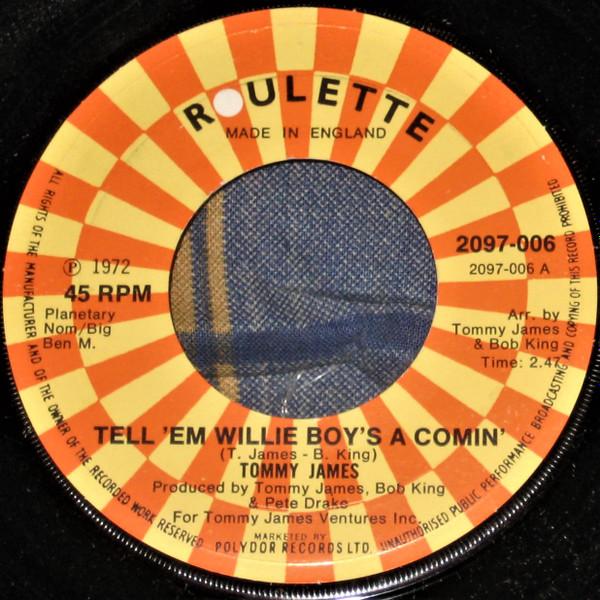 ROULETTE
MADE IN ENGLAND
2097-006
2097-006 A
℗ 1972
45 RPM
Planetary
Nom/Big
Ben M.
Arr. by
Tommy James
& Bob King
Time: 2.47
TELL 'EM WILLIE BOY'S A COMIN'
(T. James - B. King)
TOMMY JAMES
Produced by Tommy James, Bob King
& Pete Drake
For Tommy James Ventures Inc.
MARKETED BY
POLYDOR RECORDS LTD.
ALL RIGHTS OF THE MANUFACTURER AND OF THE OWNER OF THE RECORDED WORK RESERVED
UNAUTHORISED PUBLIC PERFORMANCE BROADCASTING AND COPYING OF THIS RECORD PROHIBITED